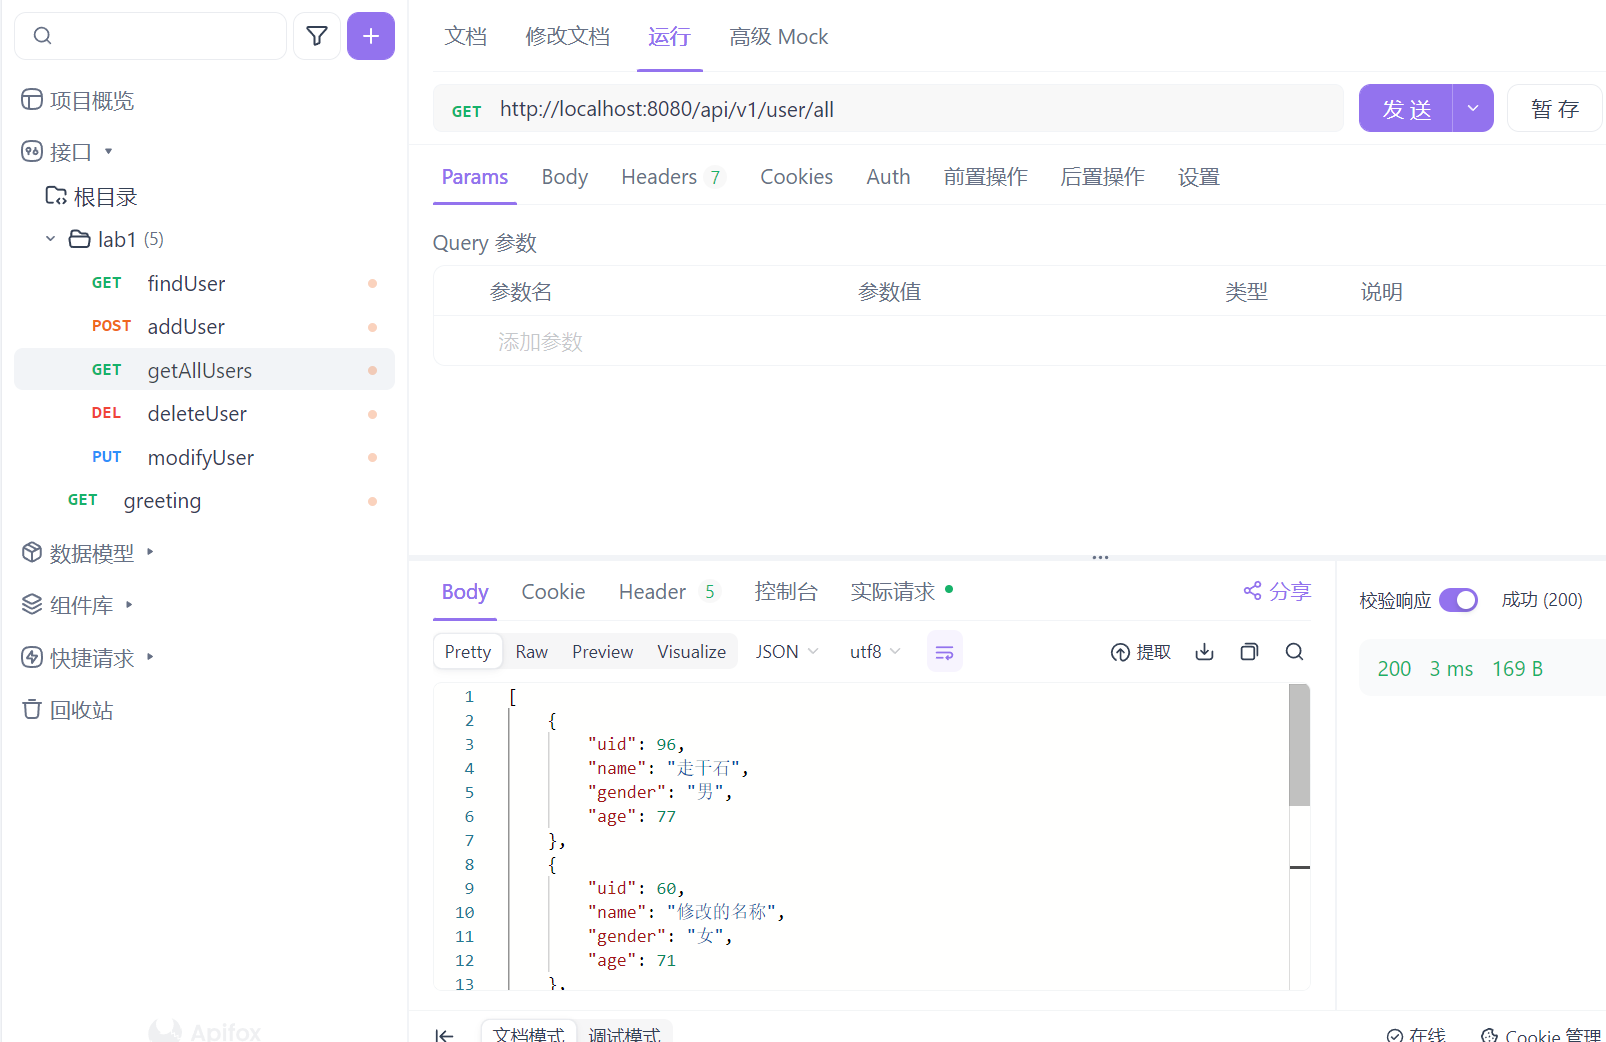 项目概览
接口
根目录
lab1 (5)
GET findUser
POST addUser
GET getAllUsers
DEL deleteUser
PUT modifyUser
GET greeting
数据模型
组件库
快捷请求
回收站
Apifox
文档 修改文档 运行 高级 Mock
GET http://localhost:8080/api/v1/user/all 发送 暂存
Params Body Headers 7 Cookies Auth 前置操作 后置操作 设置
Query 参数
参数名 参数值 类型 说明
添加参数
Body Cookie Header 5 控制台 实际请求 分享
Pretty Raw Preview Visualize JSON utf8 提取
1 [
2 {
3 "uid": 96,
4 "name": "走干石",
5 "gender": "男",
6 "age": 77
7 },
8 {
9 "uid": 60,
10 "name": "修改的名称",
11 "gender": "女",
12 "age": 71
13 },
校验响应 成功 (200)
200 3 ms 169 B
文档模式 调试模式 在线 Cookie 管理